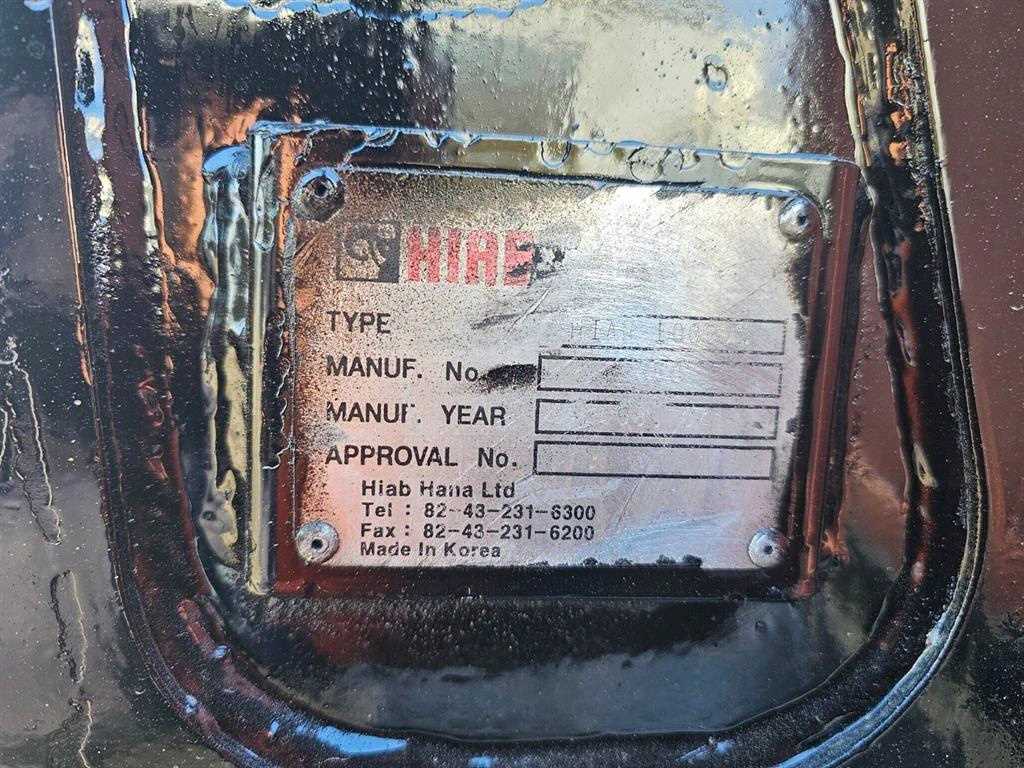 HIAB
TYPE HIAB
MANUF. No.
MANUF. YEAR
APPROVAL No.
Hiab Hana Ltd
Tel : 82-43-231-6300
Fax : 82-43-231-6200
Made In Korea